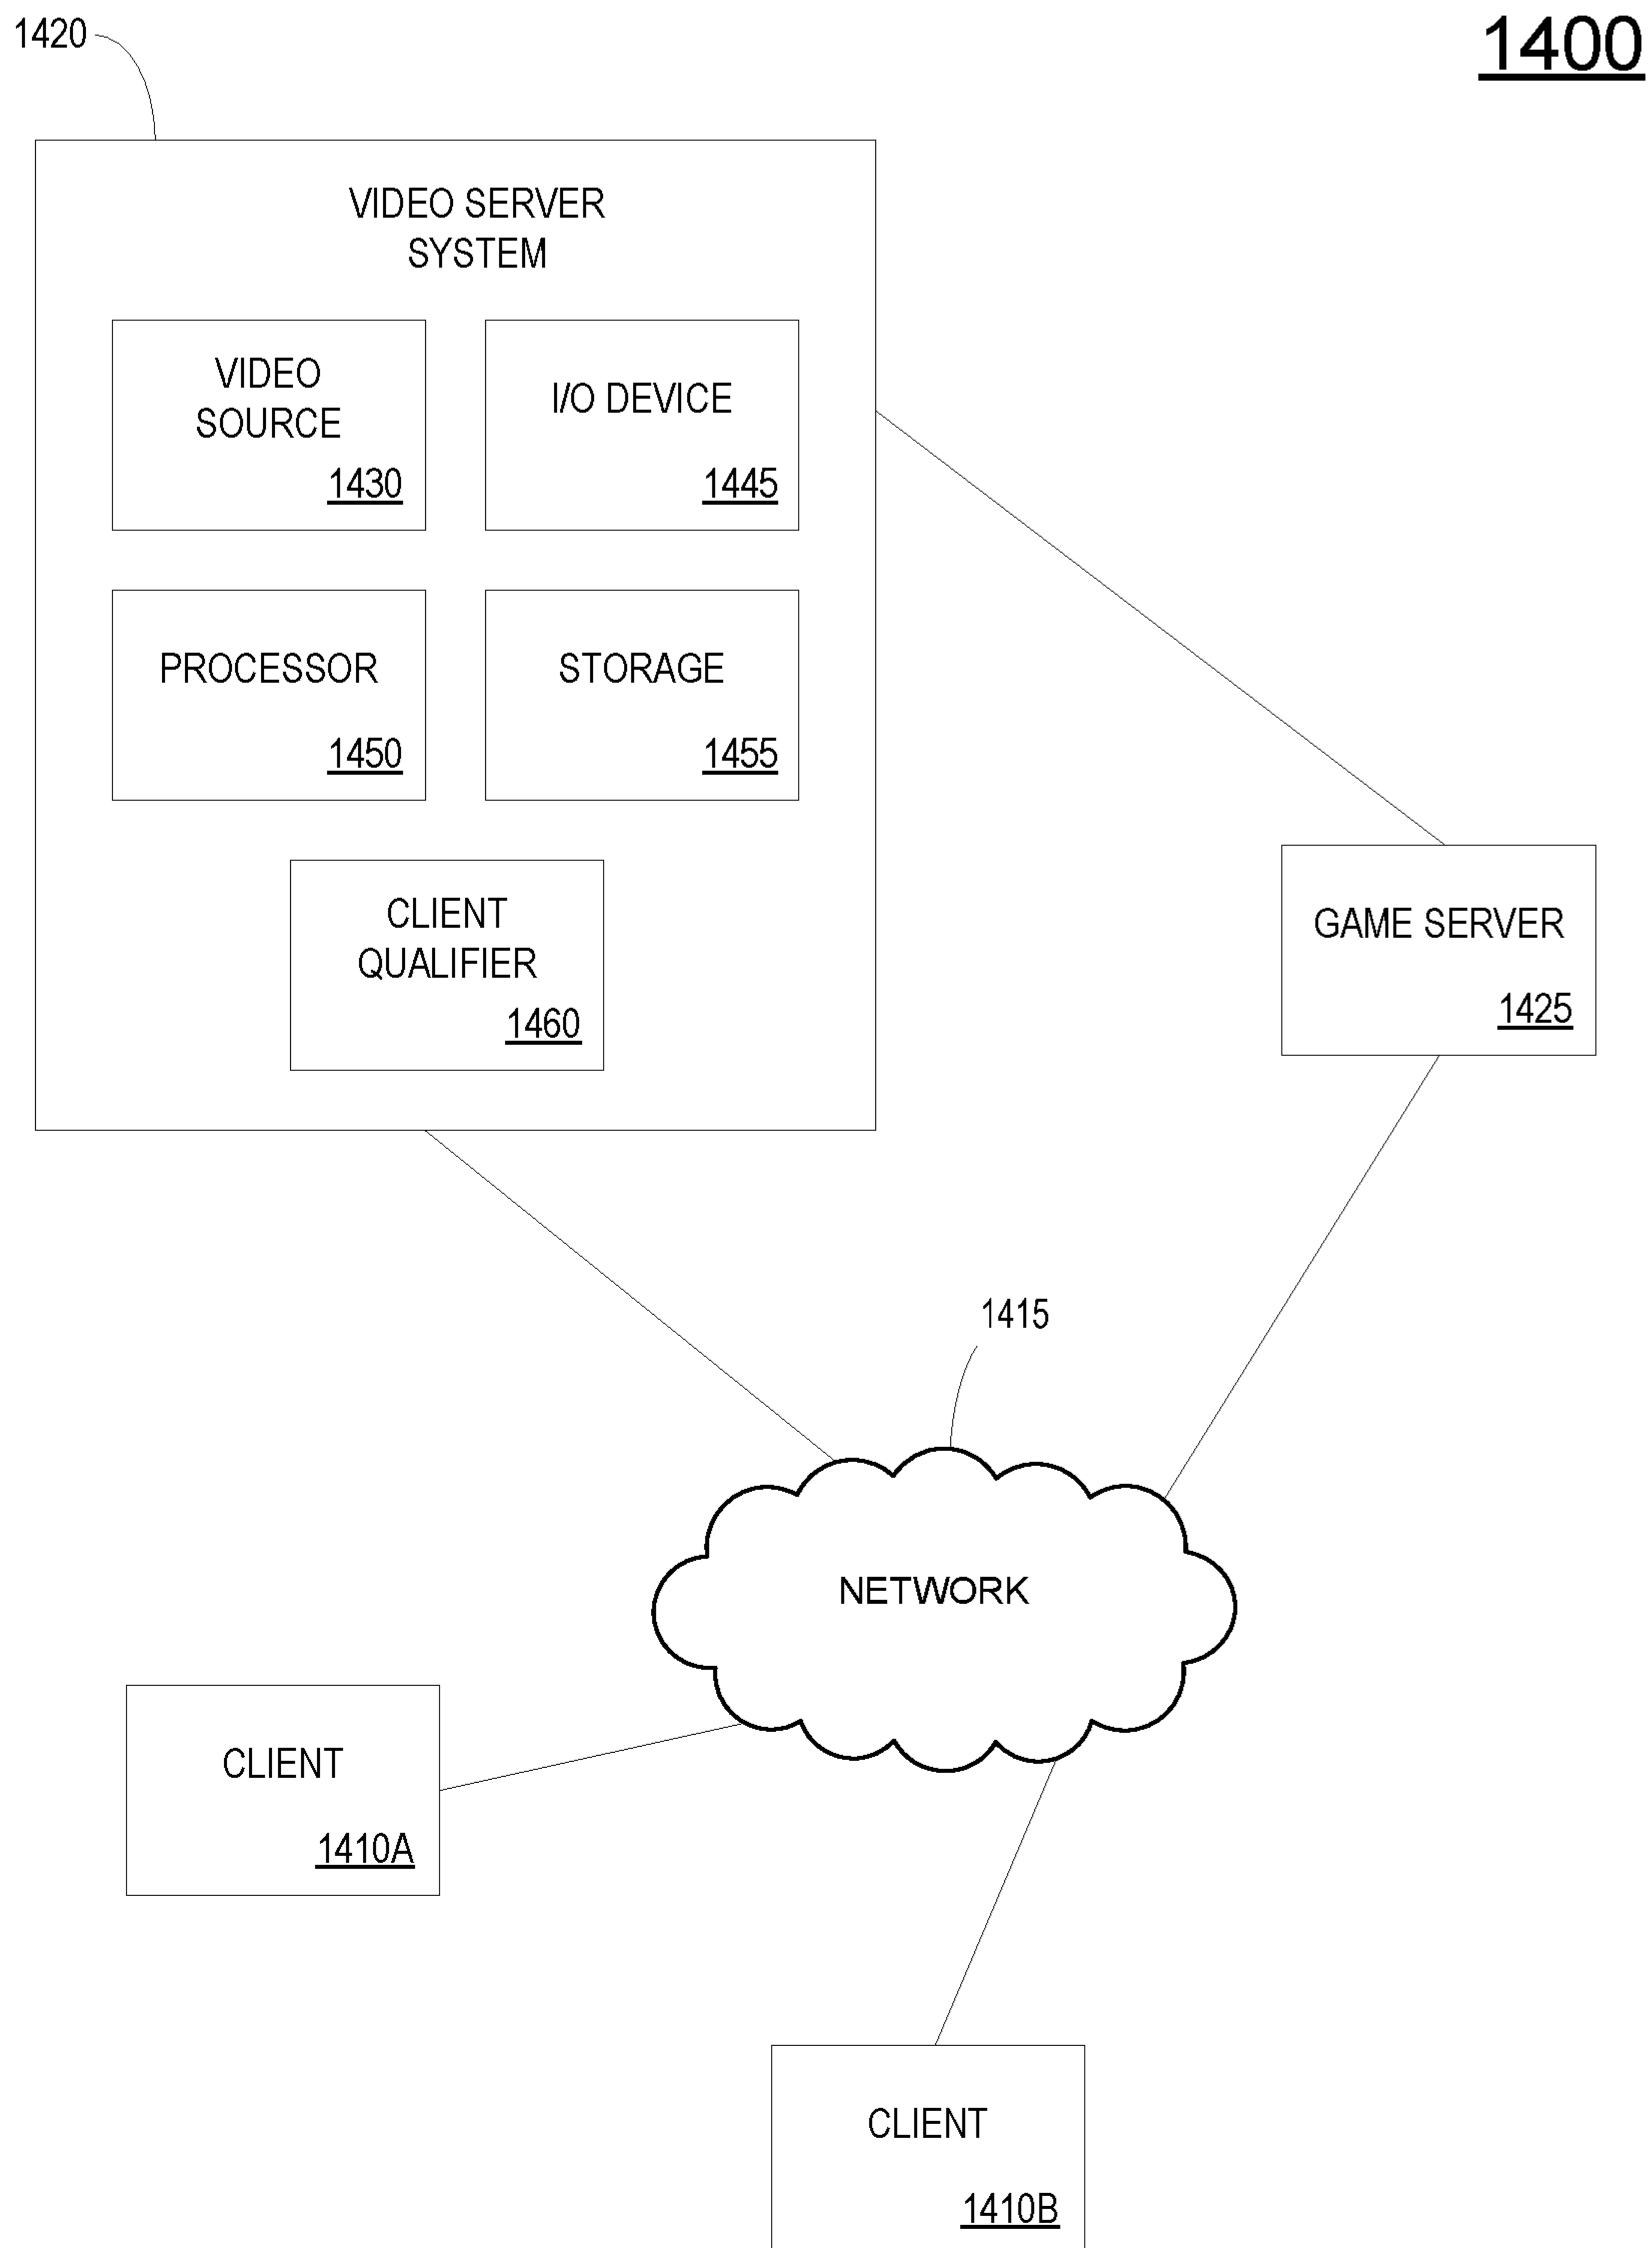 1420
1400
VIDEO SERVER
SYSTEM
VIDEO
SOURCE
1430
I/O DEVICE
1445
PROCESSOR
1450
STORAGE
1455
CLIENT
QUALIFIER
1460
GAME SERVER
1425
1415
NETWORK
CLIENT
1410A
CLIENT
1410B